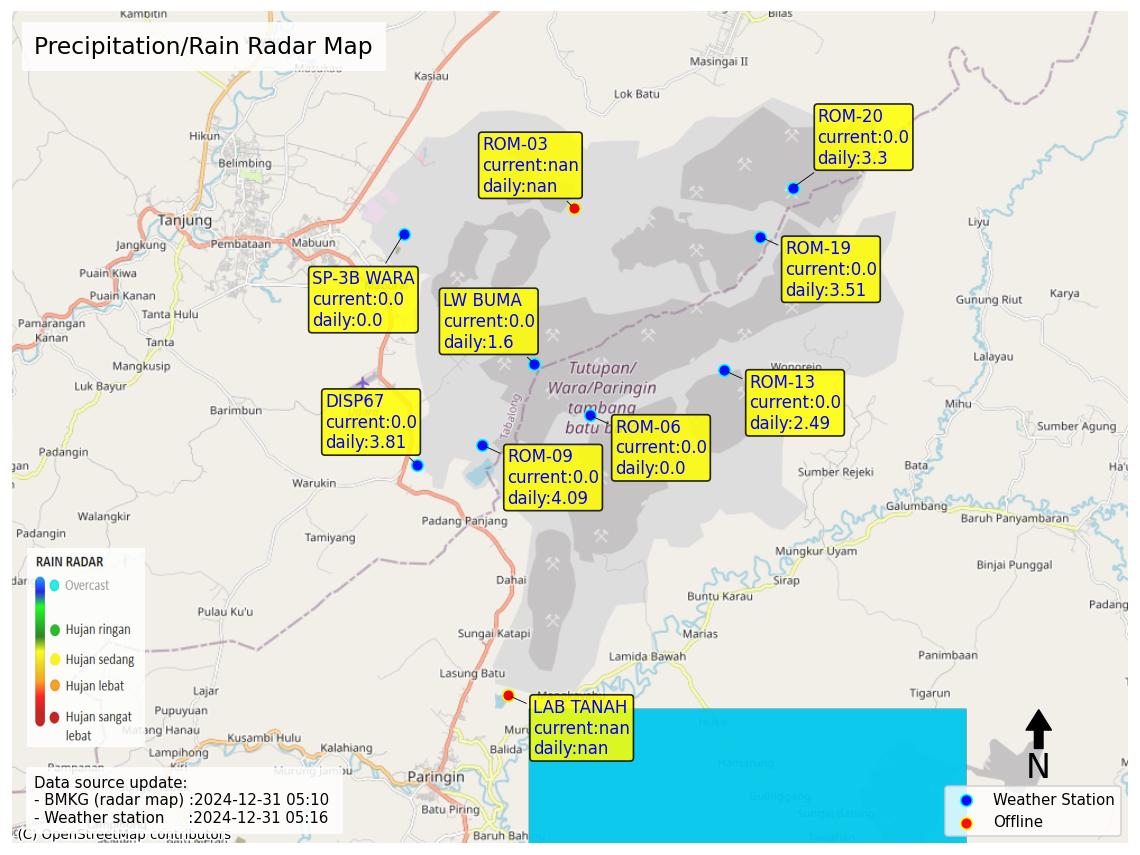 Kambitin
Bilas
Precipitation/Rain Radar Map
Masukau
Kasiau
Masingai II
Lok Batu
ROM-20
current:0.0
daily:3.3
Hikun
ROM-03
current:nan
daily:nan
Belimbing
Tanjung
Liyu
Jangkung
Pembataan
Mabuun
ROM-19
current:0.0
daily:3.51
Puain Kiwa
SP-3B WARA
current:0.0
daily:0.0
Puain Kanan
LW BUMA
current:0.0
daily:1.6
Karya
Gunung Riut
Tanta Hulu
Pamarangan
Kanan
Tanta
Lalayau
Mangkusip
Tutupan/
Wara/Paringin
tambang
batu b
Wonorejo
ROM-13
current:0.0
daily:2.49
Luk Bayur
DISP67
current:0.0
daily:3.81
Barimbun
Tabalong
Mihu
ROM-06
current:0.0
daily:0.0
Sumber Agung
Padangin
ROM-09
current:0.0
daily:4.09
Bata
Sumber Rejeki
Warukin
Galumbang
Walangkir
Padang Panjang
Baruh Panyambaran
Padangin
Tamiyang
Mungkur Uyam
RAIN RADAR
Overcast
Hujan ringan
Hujan sedang
Hujan lebat
Hujan sangat
lebat
Binjai Punggal
Dahai
Sirap
Buntu Karau
Padang
Pulau Ku'u
Sungai Katapi
Marias
Lamida Bawah
Panimbaan
Lasung Batu
Lajar
Tigarun
LAB TANAH
current:nan
daily:nan
Pupuyuan
Matang Hanau
Kusambi Hulu
Kalahiang
Lampihong
Balida
Hamarung
Murung Jambu
Paringin
N
Data source update:
- BMKG (radar map) :2024-12-31 05:10
- Weather station :2024-12-31 05:16
Batu Piring
Weather Station
Offline
(C) OpenStreetMap contributors